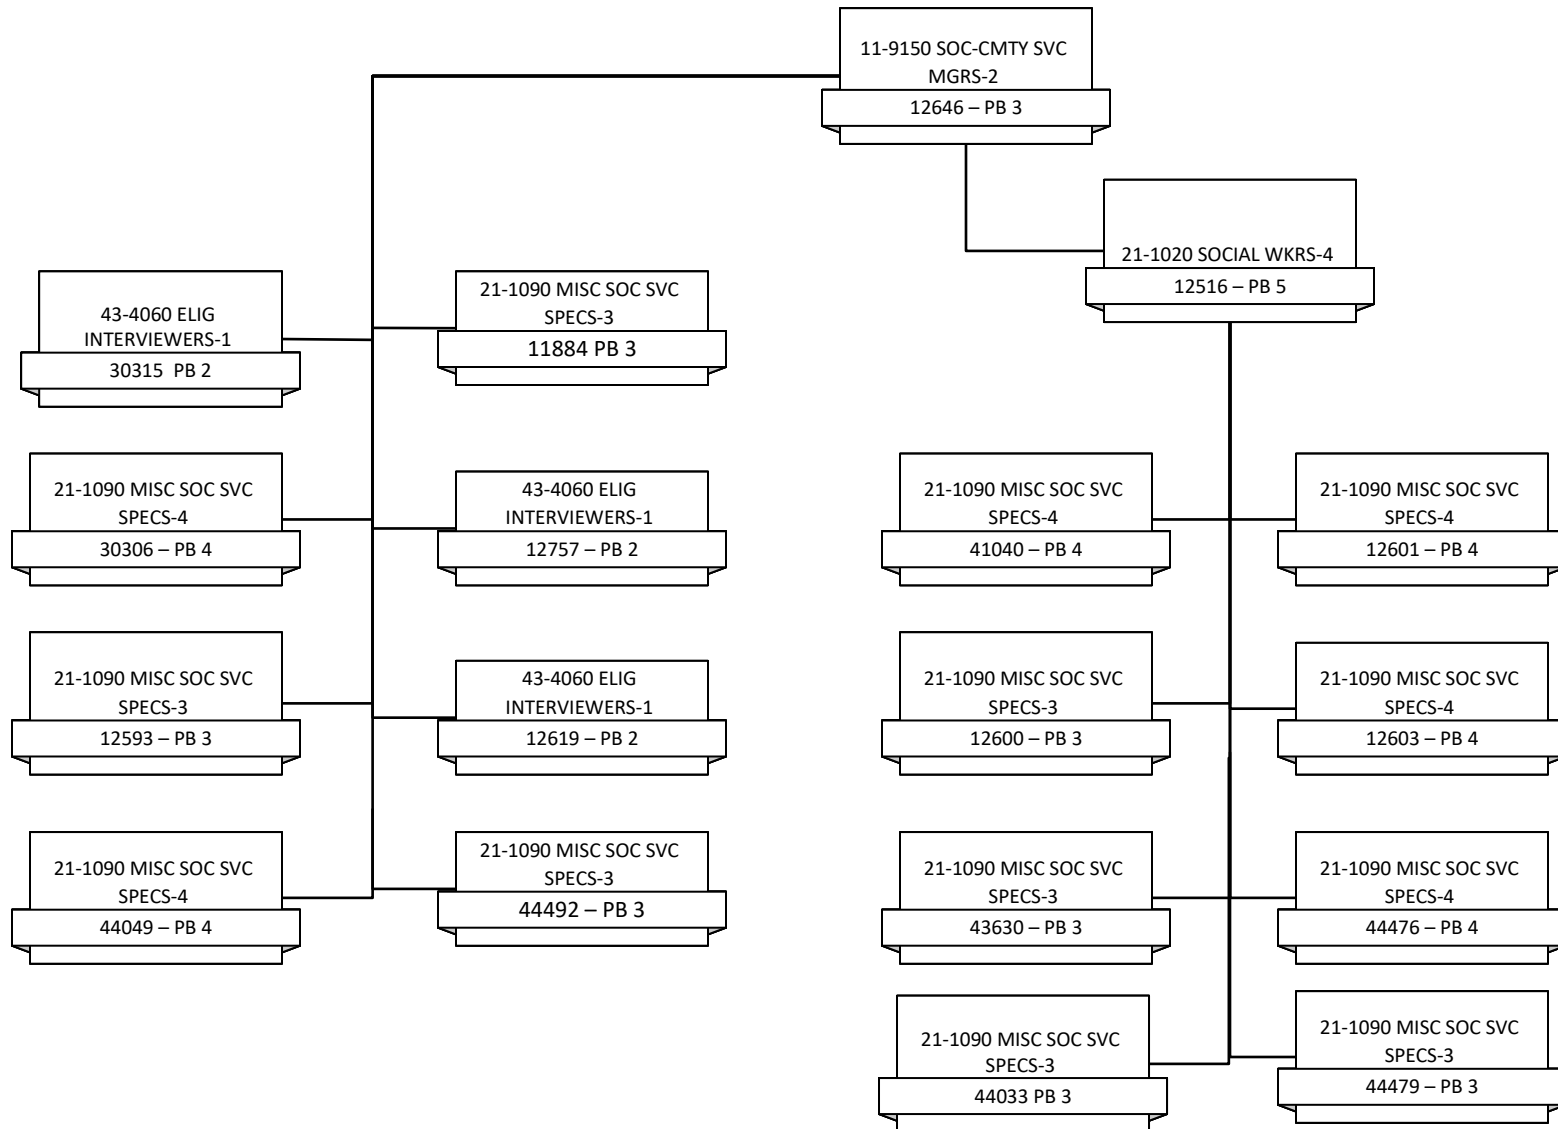 11-9150 SOC-CMTY SVC
MGRS-2
12646 – PB 3
21-1020 SOCIAL WKRS-4
12516 – PB 5
43-4060 ELIG
INTERVIEWERS-1
30315  PB 2
21-1090 MISC SOC SVC
SPECS-3
11884 PB 3
21-1090 MISC SOC SVC
SPECS-4
30306 – PB 4
43-4060 ELIG
INTERVIEWERS-1
12757 – PB 2
21-1090 MISC SOC SVC
SPECS-4
41040 – PB 4
21-1090 MISC SOC SVC
SPECS-4
12601 – PB 4
21-1090 MISC SOC SVC
SPECS-3
12593 – PB 3
43-4060 ELIG
INTERVIEWERS-1
12619 – PB 2
21-1090 MISC SOC SVC
SPECS-3
12600 – PB 3
21-1090 MISC SOC SVC
SPECS-4
12603 – PB 4
21-1090 MISC SOC SVC
SPECS-4
44049 – PB 4
21-1090 MISC SOC SVC
SPECS-3
44492 – PB 3
21-1090 MISC SOC SVC
SPECS-3
43630 – PB 3
21-1090 MISC SOC SVC
SPECS-4
44476 – PB 4
21-1090 MISC SOC SVC
SPECS-3
44033 PB 3
21-1090 MISC SOC SVC
SPECS-3
44479 – PB 3